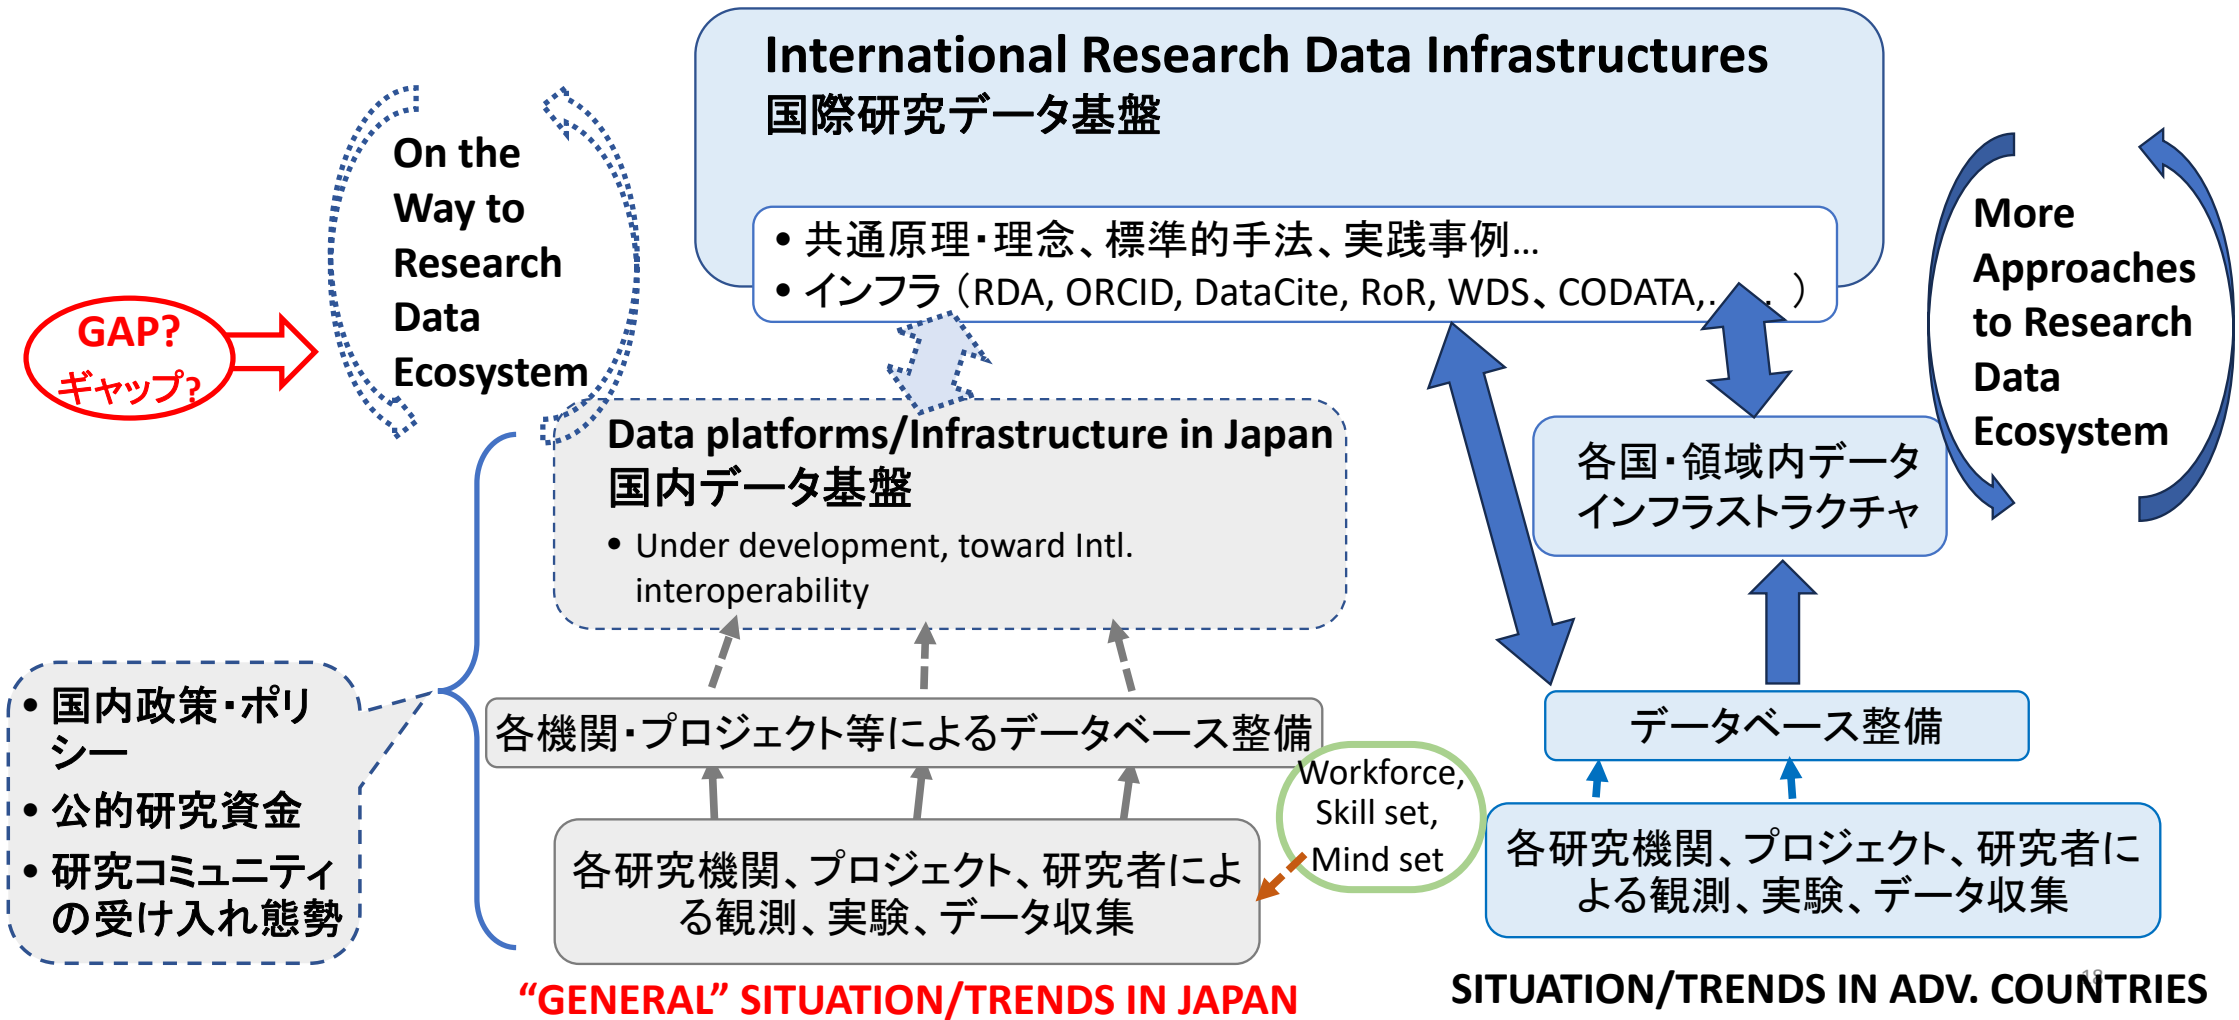 International Research Data Infrastructures
国際研究データ基盤
• 共通原理・理念、標準的手法、実践事例...
• インフラ（RDA, ORCID, DataCite, RoR, WDS、CODATA,. . . ）
On the
Way to
Research
Data
Ecosystem
GAP?
ギャップ?
More
Approaches
to Research
Data
Ecosystem
Data platforms/Infrastructure in Japan
国内データ基盤
• Under development, toward Intl.
interoperability
各国・領域内データ
インフラストラクチャ
• 国内政策・ポリ
シー
• 公的研究資金
• 研究コミュニティ
の受け入れ態勢
各機関・プロジェクト等によるデータベース整備
データベース整備
Workforce,
Skill set,
Mind set
各研究機関、プロジェクト、研究者によ
る観測、実験、データ収集
各研究機関、プロジェクト、研究者に
よる観測、実験、データ収集
“GENERAL” SITUATION/TRENDS IN JAPAN
SITUATION/TRENDS IN ADV. COUNTRIES
18